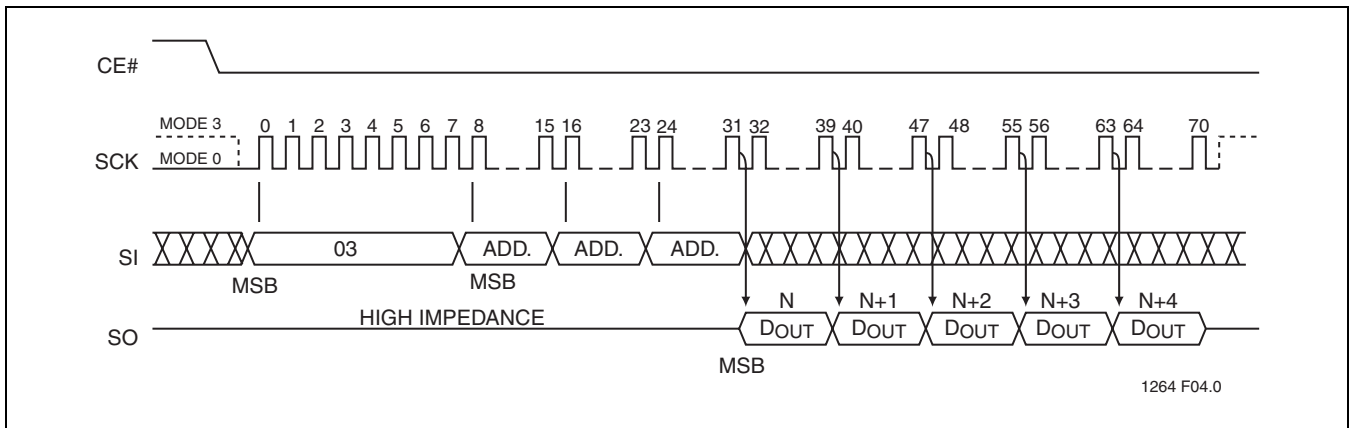 CE#
MODE 3
0 1 2 3 4 5 6 7 8 15 16 23 24 31 32 39 40 47 48 55 56 63 64 70
SCK
MODE 0
SI
03 ADD. ADD. ADD.
MSB MSB
N N+1 N+2 N+3 N+4
HIGH IMPEDANCE
SO
DOUT DOUT DOUT DOUT DOUT
MSB
1264 F04.0